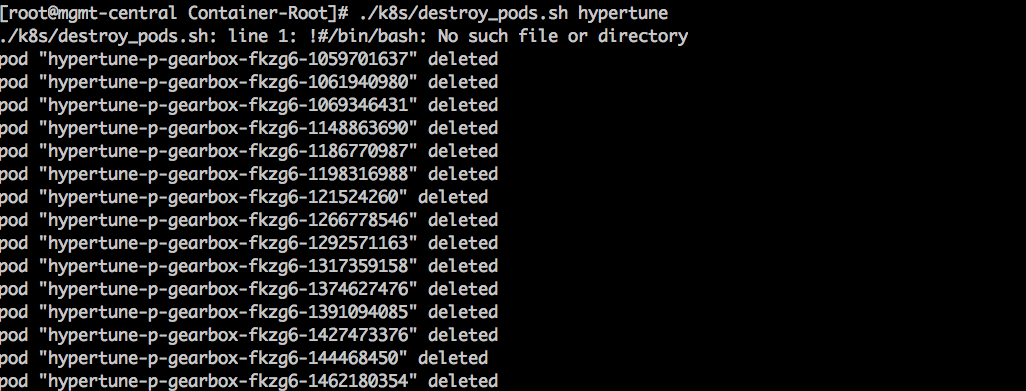 [root@mgmt-central Container-Root]# ./k8s/destroy_pods.sh hypertune
./k8s/destroy_pods.sh: line 1: !#/bin/bash: No such file or directory
pod "hypertune-p-gearbox-fkzg6-1059701637" deleted
pod "hypertune-p-gearbox-fkzg6-1061940980" deleted
pod "hypertune-p-gearbox-fkzg6-1069346431" deleted
pod "hypertune-p-gearbox-fkzg6-1148863690" deleted
pod "hypertune-p-gearbox-fkzg6-1186770987" deleted
pod "hypertune-p-gearbox-fkzg6-1198316988" deleted
pod "hypertune-p-gearbox-fkzg6-121524260" deleted
pod "hypertune-p-gearbox-fkzg6-1266778546" deleted
pod "hypertune-p-gearbox-fkzg6-1292571163" deleted
pod "hypertune-p-gearbox-fkzg6-1317359158" deleted
pod "hypertune-p-gearbox-fkzg6-1374627476" deleted
pod "hypertune-p-gearbox-fkzg6-1391094085" deleted
pod "hypertune-p-gearbox-fkzg6-1427473376" deleted
pod "hypertune-p-gearbox-fkzg6-144468450" deleted
pod "hypertune-p-gearbox-fkzg6-1462180354" deleted